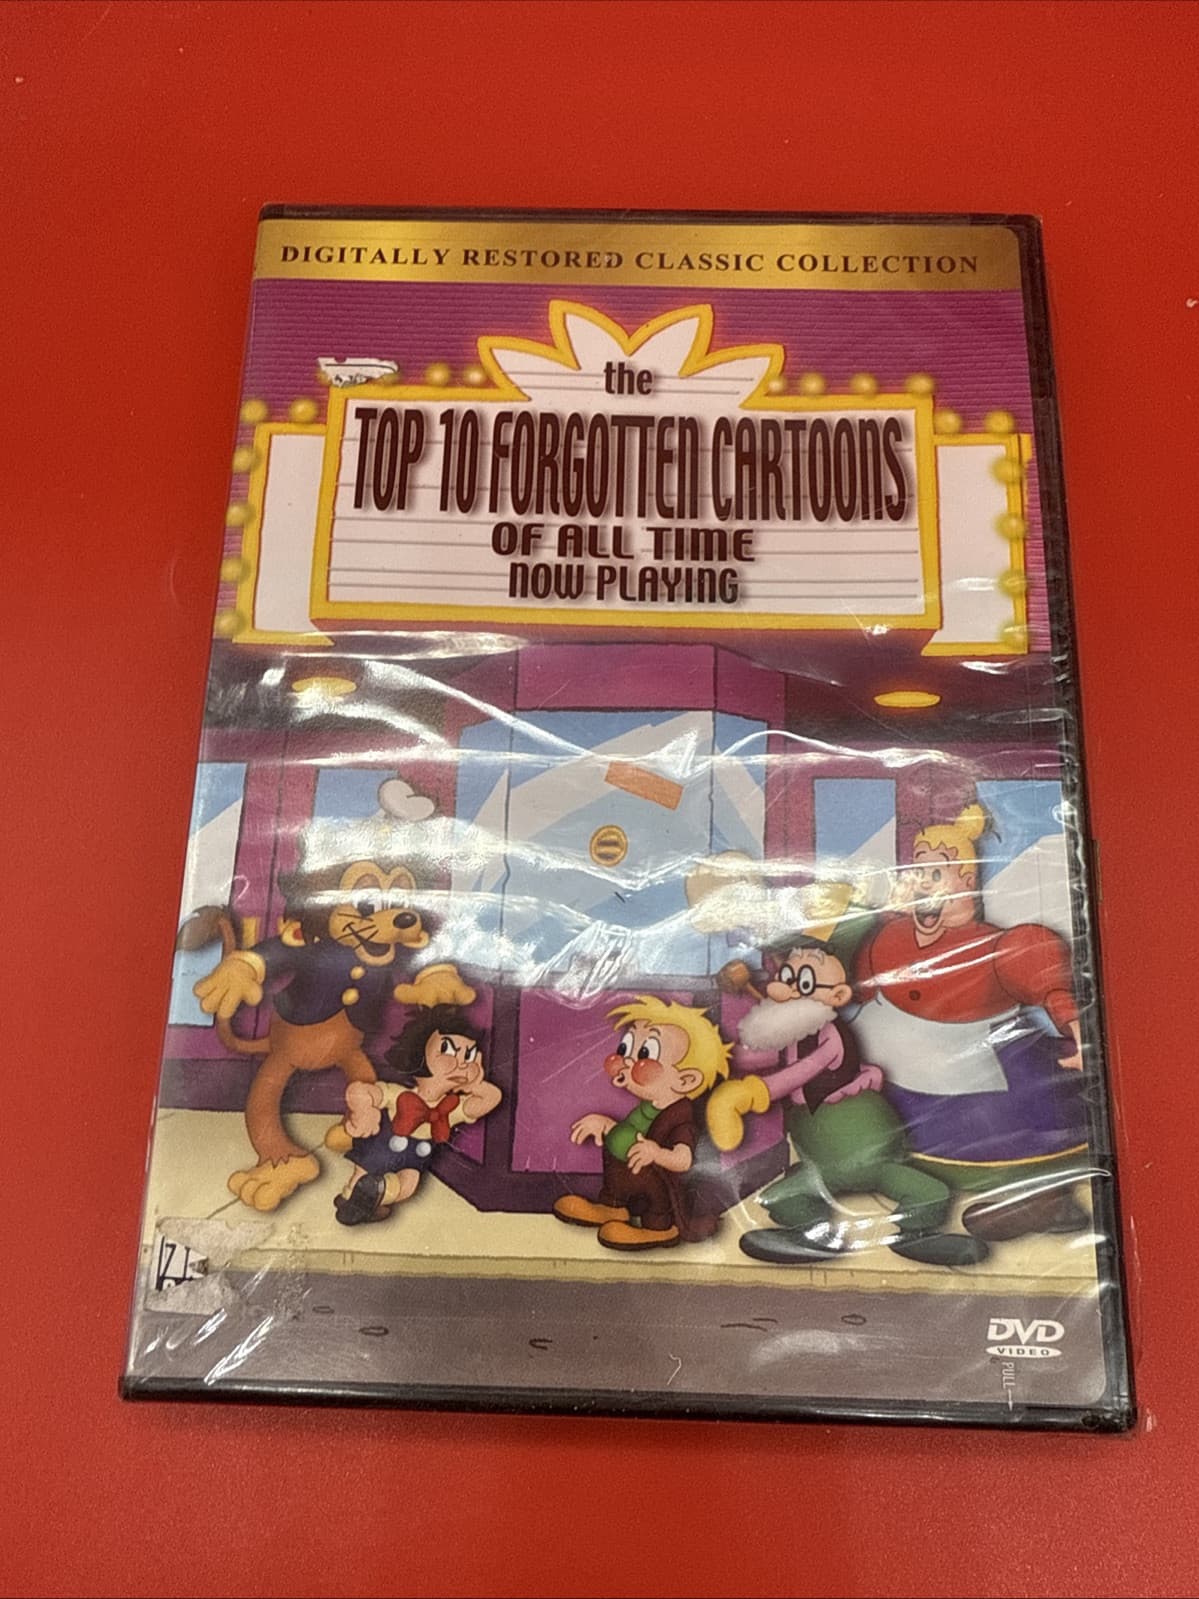 DIGITALLY RESTORED CLASSIC COLLECTION
the
TOP 10 FORGOTTEN CARTOONS
OF ALL TIME
NOW PLAYING
DVD
VIDEO
PULL